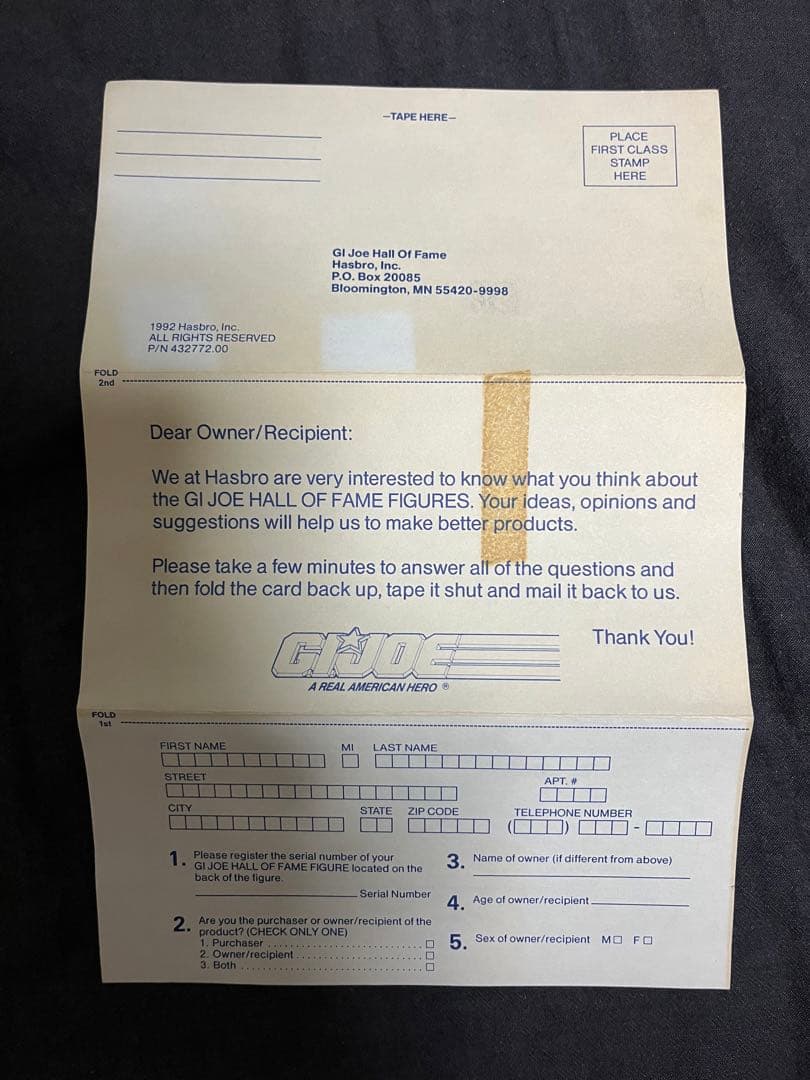 —TAPE HERE—
PLACE
FIRST CLASS
STAMP
HERE
GI Joe Hall Of Fame
Hasbro, Inc.
P.O. Box 20085
Bloomington, MN 55420-9998
1992 Hasbro, Inc.
ALL RIGHTS RESERVED
P/N 432772.00
FOLD
2nd
Dear Owner/Recipient:
We at Hasbro are very interested to know what you think about
the GI JOE HALL OF FAME FIGURES. Your ideas, opinions and
suggestions will help us to make better products.
Please take a few minutes to answer all of the questions and
then fold the card back up, tape it shut and mail it back to us.
Thank You!
G.I. JOE
A REAL AMERICAN HERO ®
FOLD
1st
FIRST NAME MI LAST NAME
STREET APT. #
CITY STATE ZIP CODE TELEPHONE NUMBER
( ) -
1. Please register the serial number of your
GI JOE HALL OF FAME FIGURE located on the
back of the figure.
Serial Number
2. Are you the purchaser or owner/recipient of the
product? (CHECK ONLY ONE)
1. Purchaser
2. Owner/recipient
3. Both
3. Name of owner (if different from above)
4. Age of owner/recipient
5. Sex of owner/recipient M☐ F☐